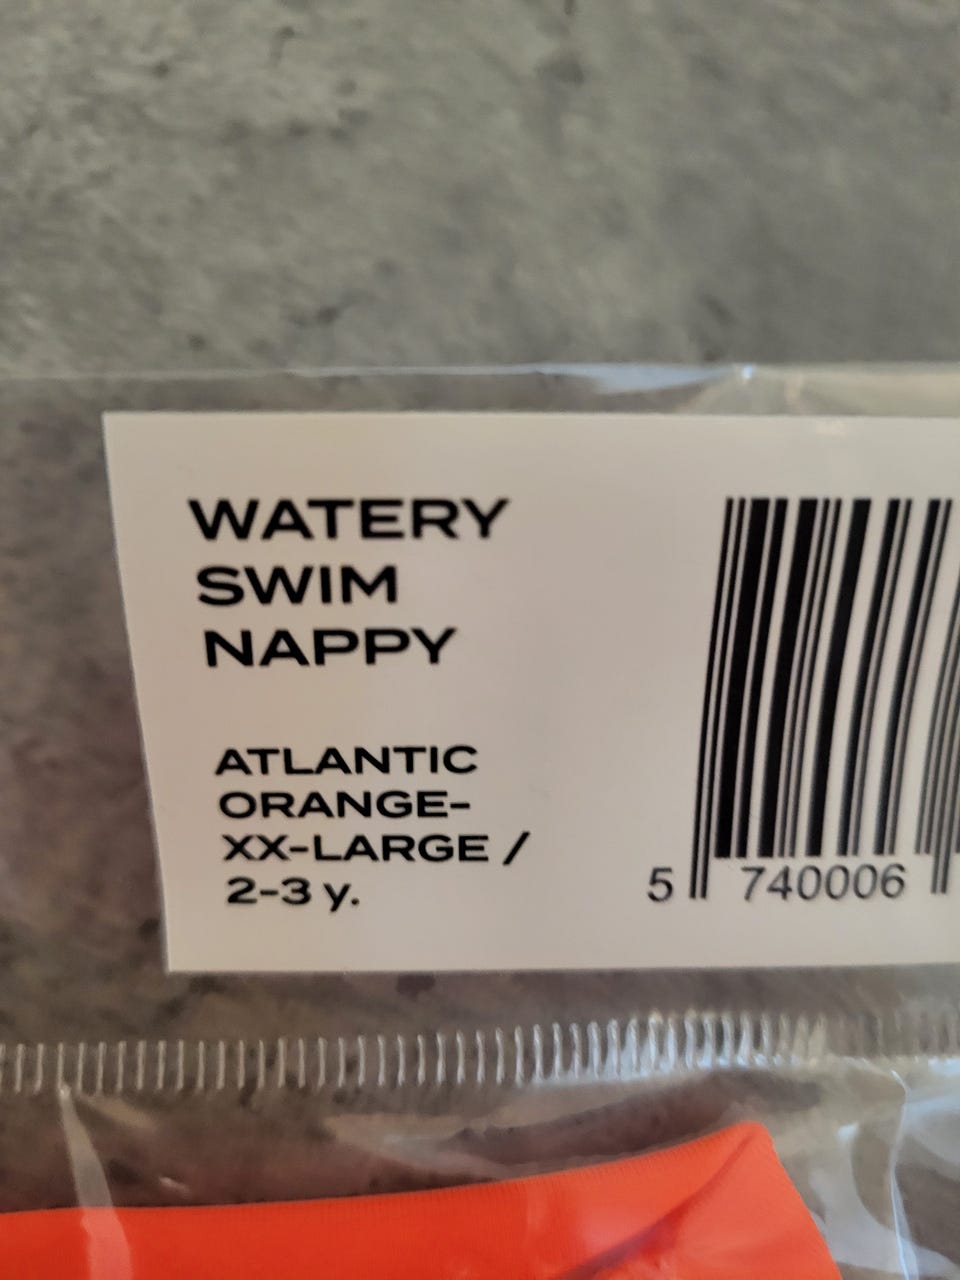 WATERY
SWIM
NAPPY
ATLANTIC
ORANGE-
XX-LARGE /
2-3 y.
5 740006